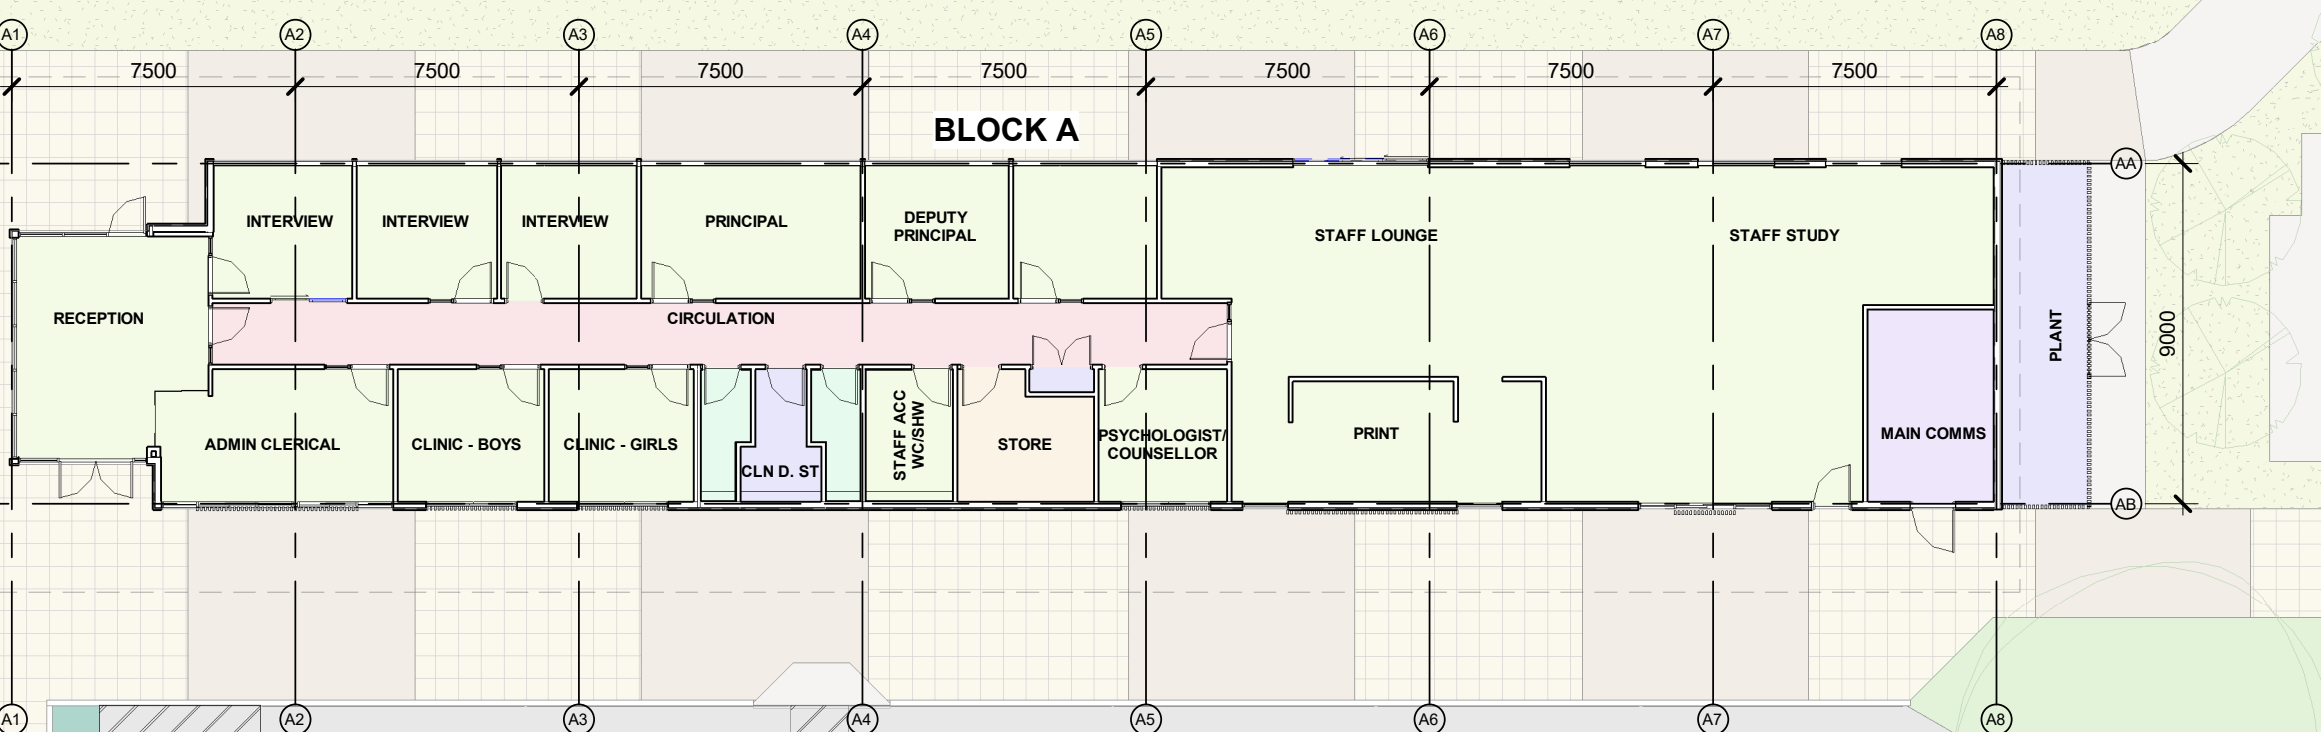 A1 A2 A3 A4 A5 A6 A7 A8
7500 7500 7500 7500 7500 7500 7500
BLOCK A
AA
INTERVIEW INTERVIEW INTERVIEW PRINCIPAL DEPUTY
PRINCIPAL
STAFF LOUNGE STAFF STUDY
RECEPTION CIRCULATION
PLANT
9000
ADMIN CLERICAL CLINIC - BOYS CLINIC - GIRLS
CLN D. ST
STAFF ACC
WC/SHW
STORE
PSYCHOLOGIST/
COUNSELLOR
PRINT
MAIN COMMS
AB
A1 A2 A3 A4 A5 A6 A7 A8